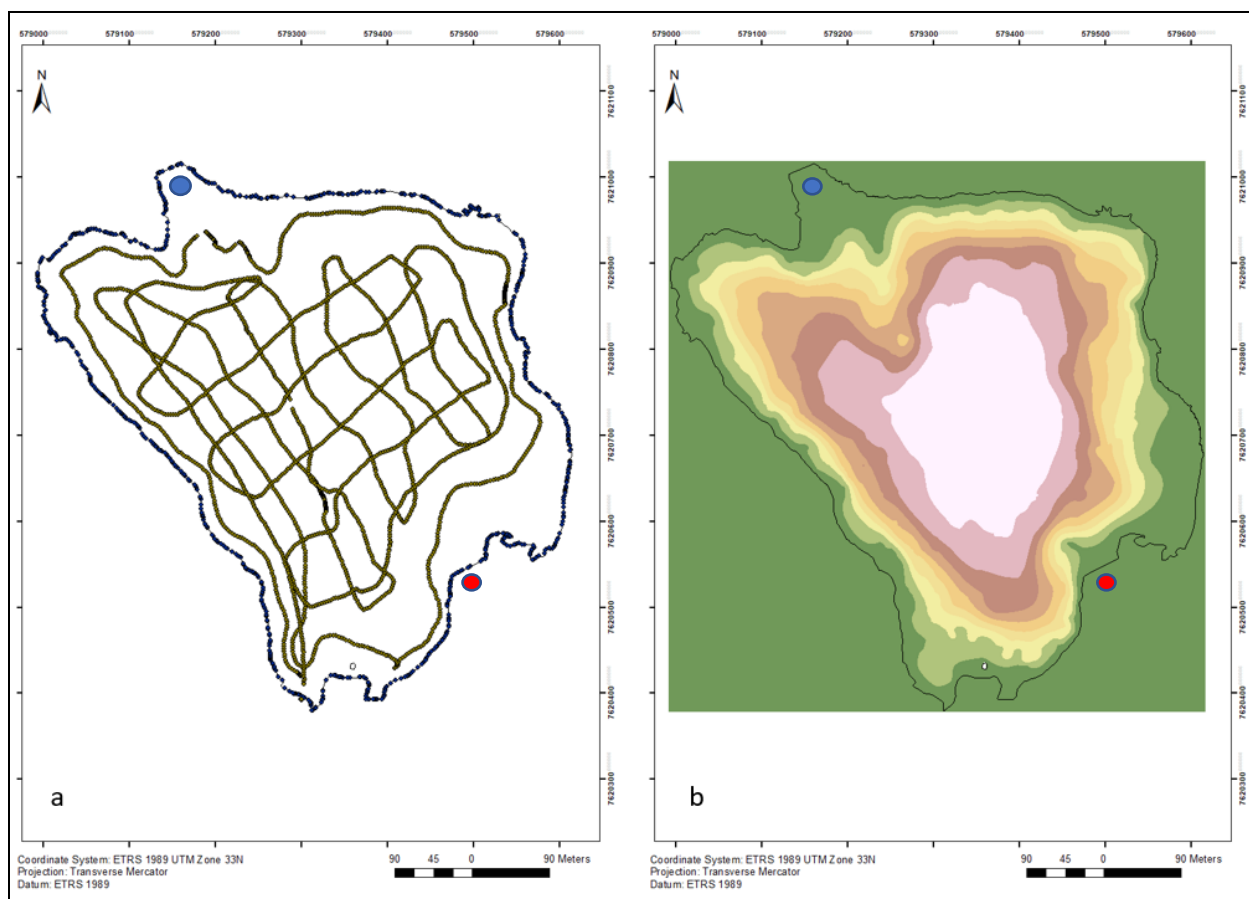 579000 579100 579200 579300 579400 579500 579600
N
7621100
7621000
7620900
7620800
7620700
7620600
7620500
7620400
7620300
a
Coordinate System: ETRS 1989 UTM Zone 33N
Projection: Transverse Mercator
Datum: ETRS 1989
90 45 0 90 Meters
579000 579100 579200 579300 579400 579500 579600
N
7621100
7621000
7620900
7620800
7620700
7620600
7620500
7620400
7620300
b
Coordinate System: ETRS 1989 UTM Zone 33N
Projection: Transverse Mercator
Datum: ETRS 1989
90 45 0 90 Meters